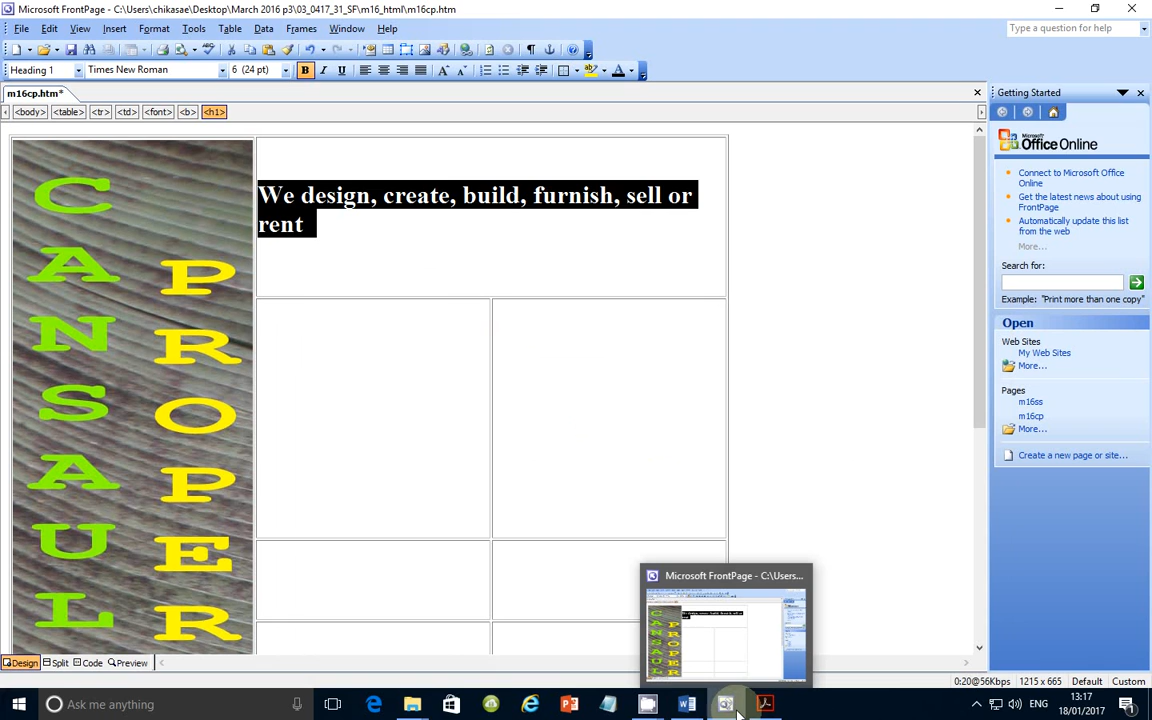 Microsoft FrontPage - C:\Users\chikasae\Desktop\March 2016 p3\03_0417_31_SF\m16_html\m16cp.htm
File Edit View Insert Format Tools Table Data Frames Window Help
Type a question for help
Heading 1 Times New Roman 6 (24 pt) B I U A A A
m16cp.htm*
Getting Started
<body> <table> <tr> <td> <font> <b> <h1>
Microsoft Office Online
Connect to Microsoft Office Online
Get the latest news about using FrontPage
Automatically update this list from the web
More...
Search for:
Example: "Print more than one copy"
Open
Web Sites
My Web Sites
More...
Pages
m16ss
m16cp
More...
Create a new page or site...
C
A
N
S
A
U
L
P
R
O
P
E
R
We design, create, build, furnish, sell or
rent
Microsoft FrontPage - C:\Users...
Design Split Code Preview
0:20@56Kbps 1215 x 665 Default Custom
Ask me anything
ENG
13:17
18/01/2017